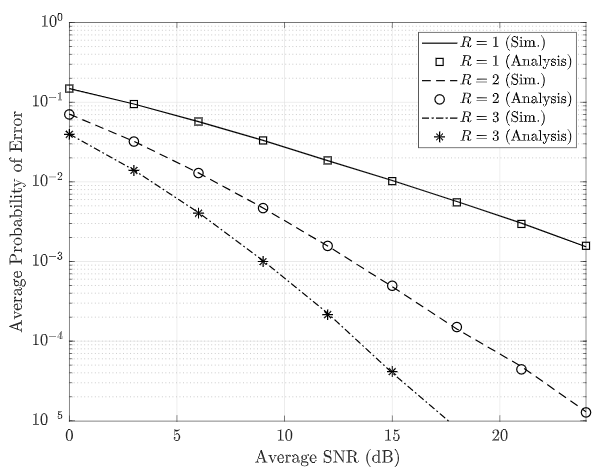 10^0
10^-1
10^-2
10^-3
10^-4
10^-5
Average Probability of Error
0 5 10 15 20
Average SNR (dB)
R = 1 (Sim.)
R = 1 (Analysis)
R = 2 (Sim.)
R = 2 (Analysis)
R = 3 (Sim.)
R = 3 (Analysis)